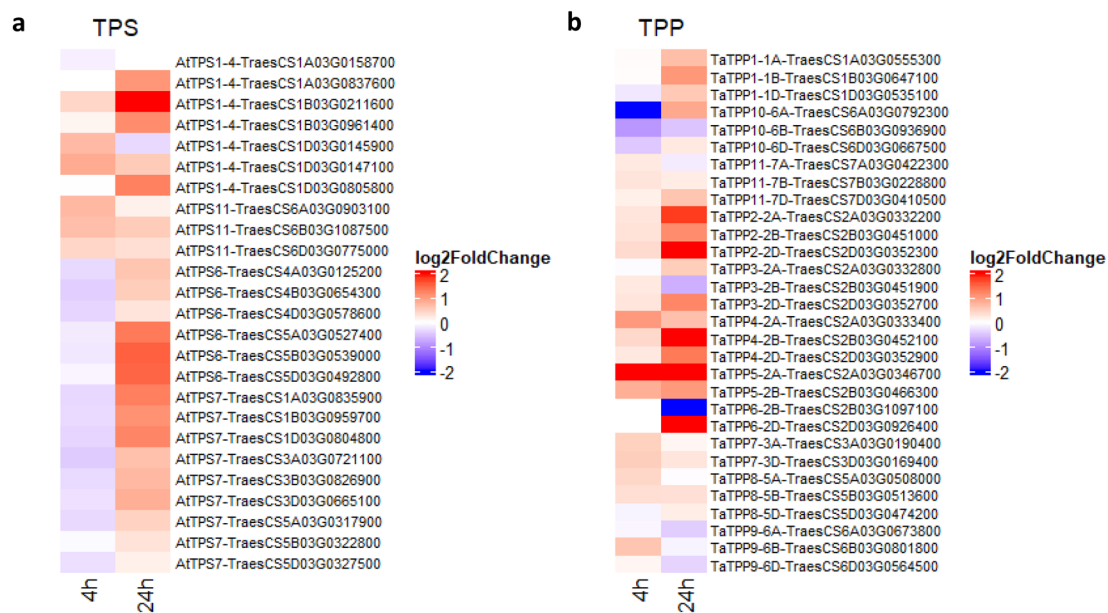 a
TPS
AtTPS1-4-TraesCS1A03G0158700
AtTPS1-4-TraesCS1A03G0837600
AtTPS1-4-TraesCS1B03G0211600
AtTPS1-4-TraesCS1B03G0961400
AtTPS1-4-TraesCS1D03G0145900
AtTPS1-4-TraesCS1D03G0147100
AtTPS1-4-TraesCS1D03G0805800
AtTPS11-TraesCS6A03G0903100
AtTPS11-TraesCS6B03G1087500
AtTPS11-TraesCS6D03G0775000
AtTPS6-TraesCS4A03G0125200
AtTPS6-TraesCS4B03G0654300
AtTPS6-TraesCS4D03G0578600
AtTPS6-TraesCS5A03G0527400
AtTPS6-TraesCS5B03G0539000
AtTPS6-TraesCS5D03G0492800
AtTPS7-TraesCS1A03G0835900
AtTPS7-TraesCS1B03G0959700
AtTPS7-TraesCS1D03G0804800
AtTPS7-TraesCS3A03G0721100
AtTPS7-TraesCS3B03G0826900
AtTPS7-TraesCS3D03G0665100
AtTPS7-TraesCS5A03G0317900
AtTPS7-TraesCS5B03G0322800
AtTPS7-TraesCS5D03G0327500
4h
24h
log2FoldChange
2
1
0
-1
-2
b
TPP
TaTPP1-1A-TraesCS1A03G0555300
TaTPP1-1B-TraesCS1B03G0647100
TaTPP1-1D-TraesCS1D03G0535100
TaTPP10-6A-TraesCS6A03G0792300
TaTPP10-6B-TraesCS6B03G0936900
TaTPP10-6D-TraesCS6D03G0667500
TaTPP11-7A-TraesCS7A03G0422300
TaTPP11-7B-TraesCS7B03G0228800
TaTPP11-7D-TraesCS7D03G0410500
TaTPP2-2A-TraesCS2A03G0332200
TaTPP2-2B-TraesCS2B03G0451000
TaTPP2-2D-TraesCS2D03G0352300
TaTPP3-2A-TraesCS2A03G0332800
TaTPP3-2B-TraesCS2B03G0451900
TaTPP3-2D-TraesCS2D03G0352700
TaTPP4-2A-TraesCS2A03G0333400
TaTPP4-2B-TraesCS2B03G0452100
TaTPP4-2D-TraesCS2D03G0352900
TaTPP5-2A-TraesCS2A03G0346700
TaTPP5-2B-TraesCS2B03G0466300
TaTPP6-2B-TraesCS2B03G1097100
TaTPP6-2D-TraesCS2D03G0926400
TaTPP7-3A-TraesCS3A03G0190400
TaTPP7-3D-TraesCS3D03G0169400
TaTPP8-5A-TraesCS5A03G0508000
TaTPP8-5B-TraesCS5B03G0513600
TaTPP8-5D-TraesCS5D03G0474200
TaTPP9-6A-TraesCS6A03G0673800
TaTPP9-6B-TraesCS6B03G0801800
TaTPP9-6D-TraesCS6D03G0564500
4h
24h
log2FoldChange
2
1
0
-1
-2